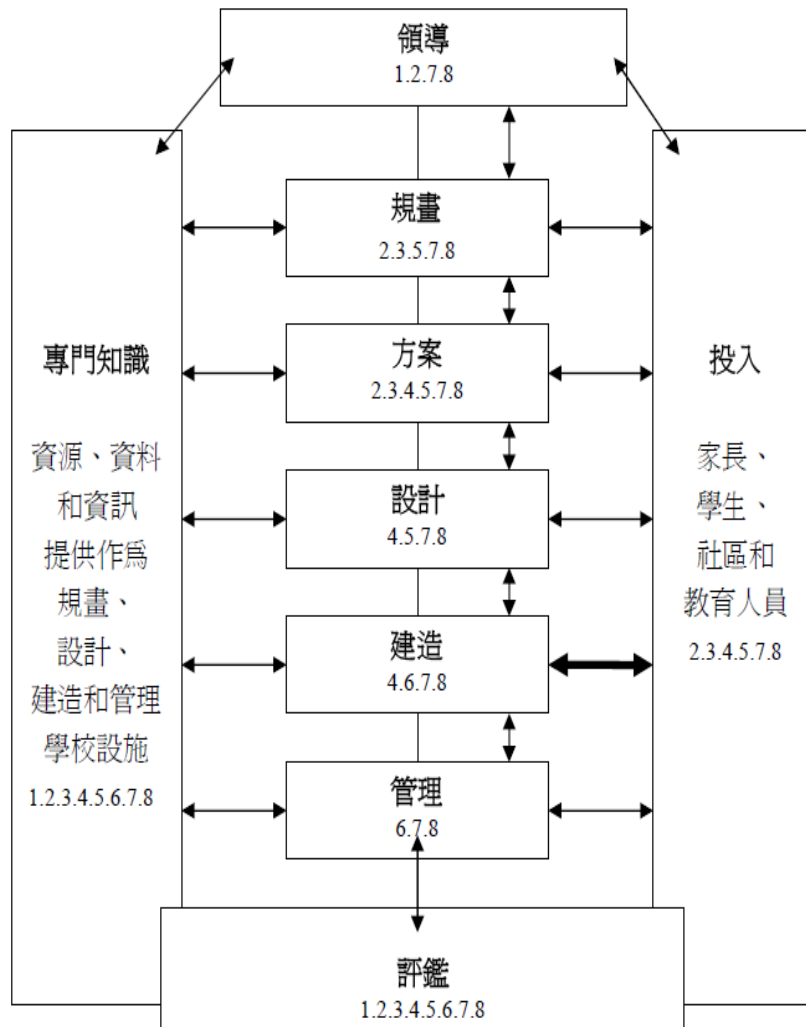 領導
1.2.7.8
規畫
2.3.5.7.8
方案
2.3.4.5.7.8
設計
4.5.7.8
建造
4.6.7.8
管理
6.7.8
專門知識
資源、資料
和資訊
提供作爲
規畫、
設計、
建造和管理
學校設施
1.2.3.4.5.6.7.8
投入
家長、
學生、
社區和
教育人員
2.3.4.5.7.8
評鑑
1.2.3.4.5.6.7.8